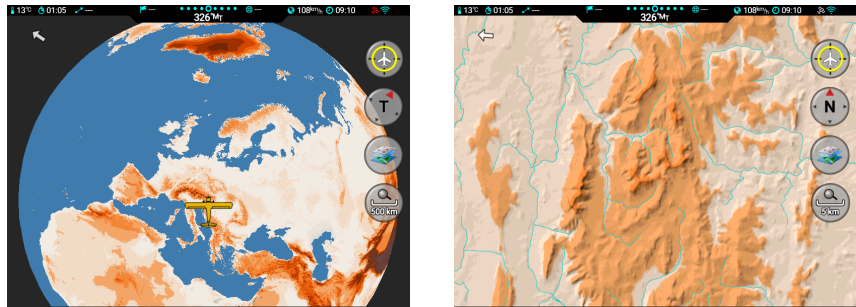 13°C 01:05 --- --- --- 108km/h 09:10
326°MT
T
500 km
13°C 01:05 --- --- --- 108km/h 09:10
326°MT
N
5 km